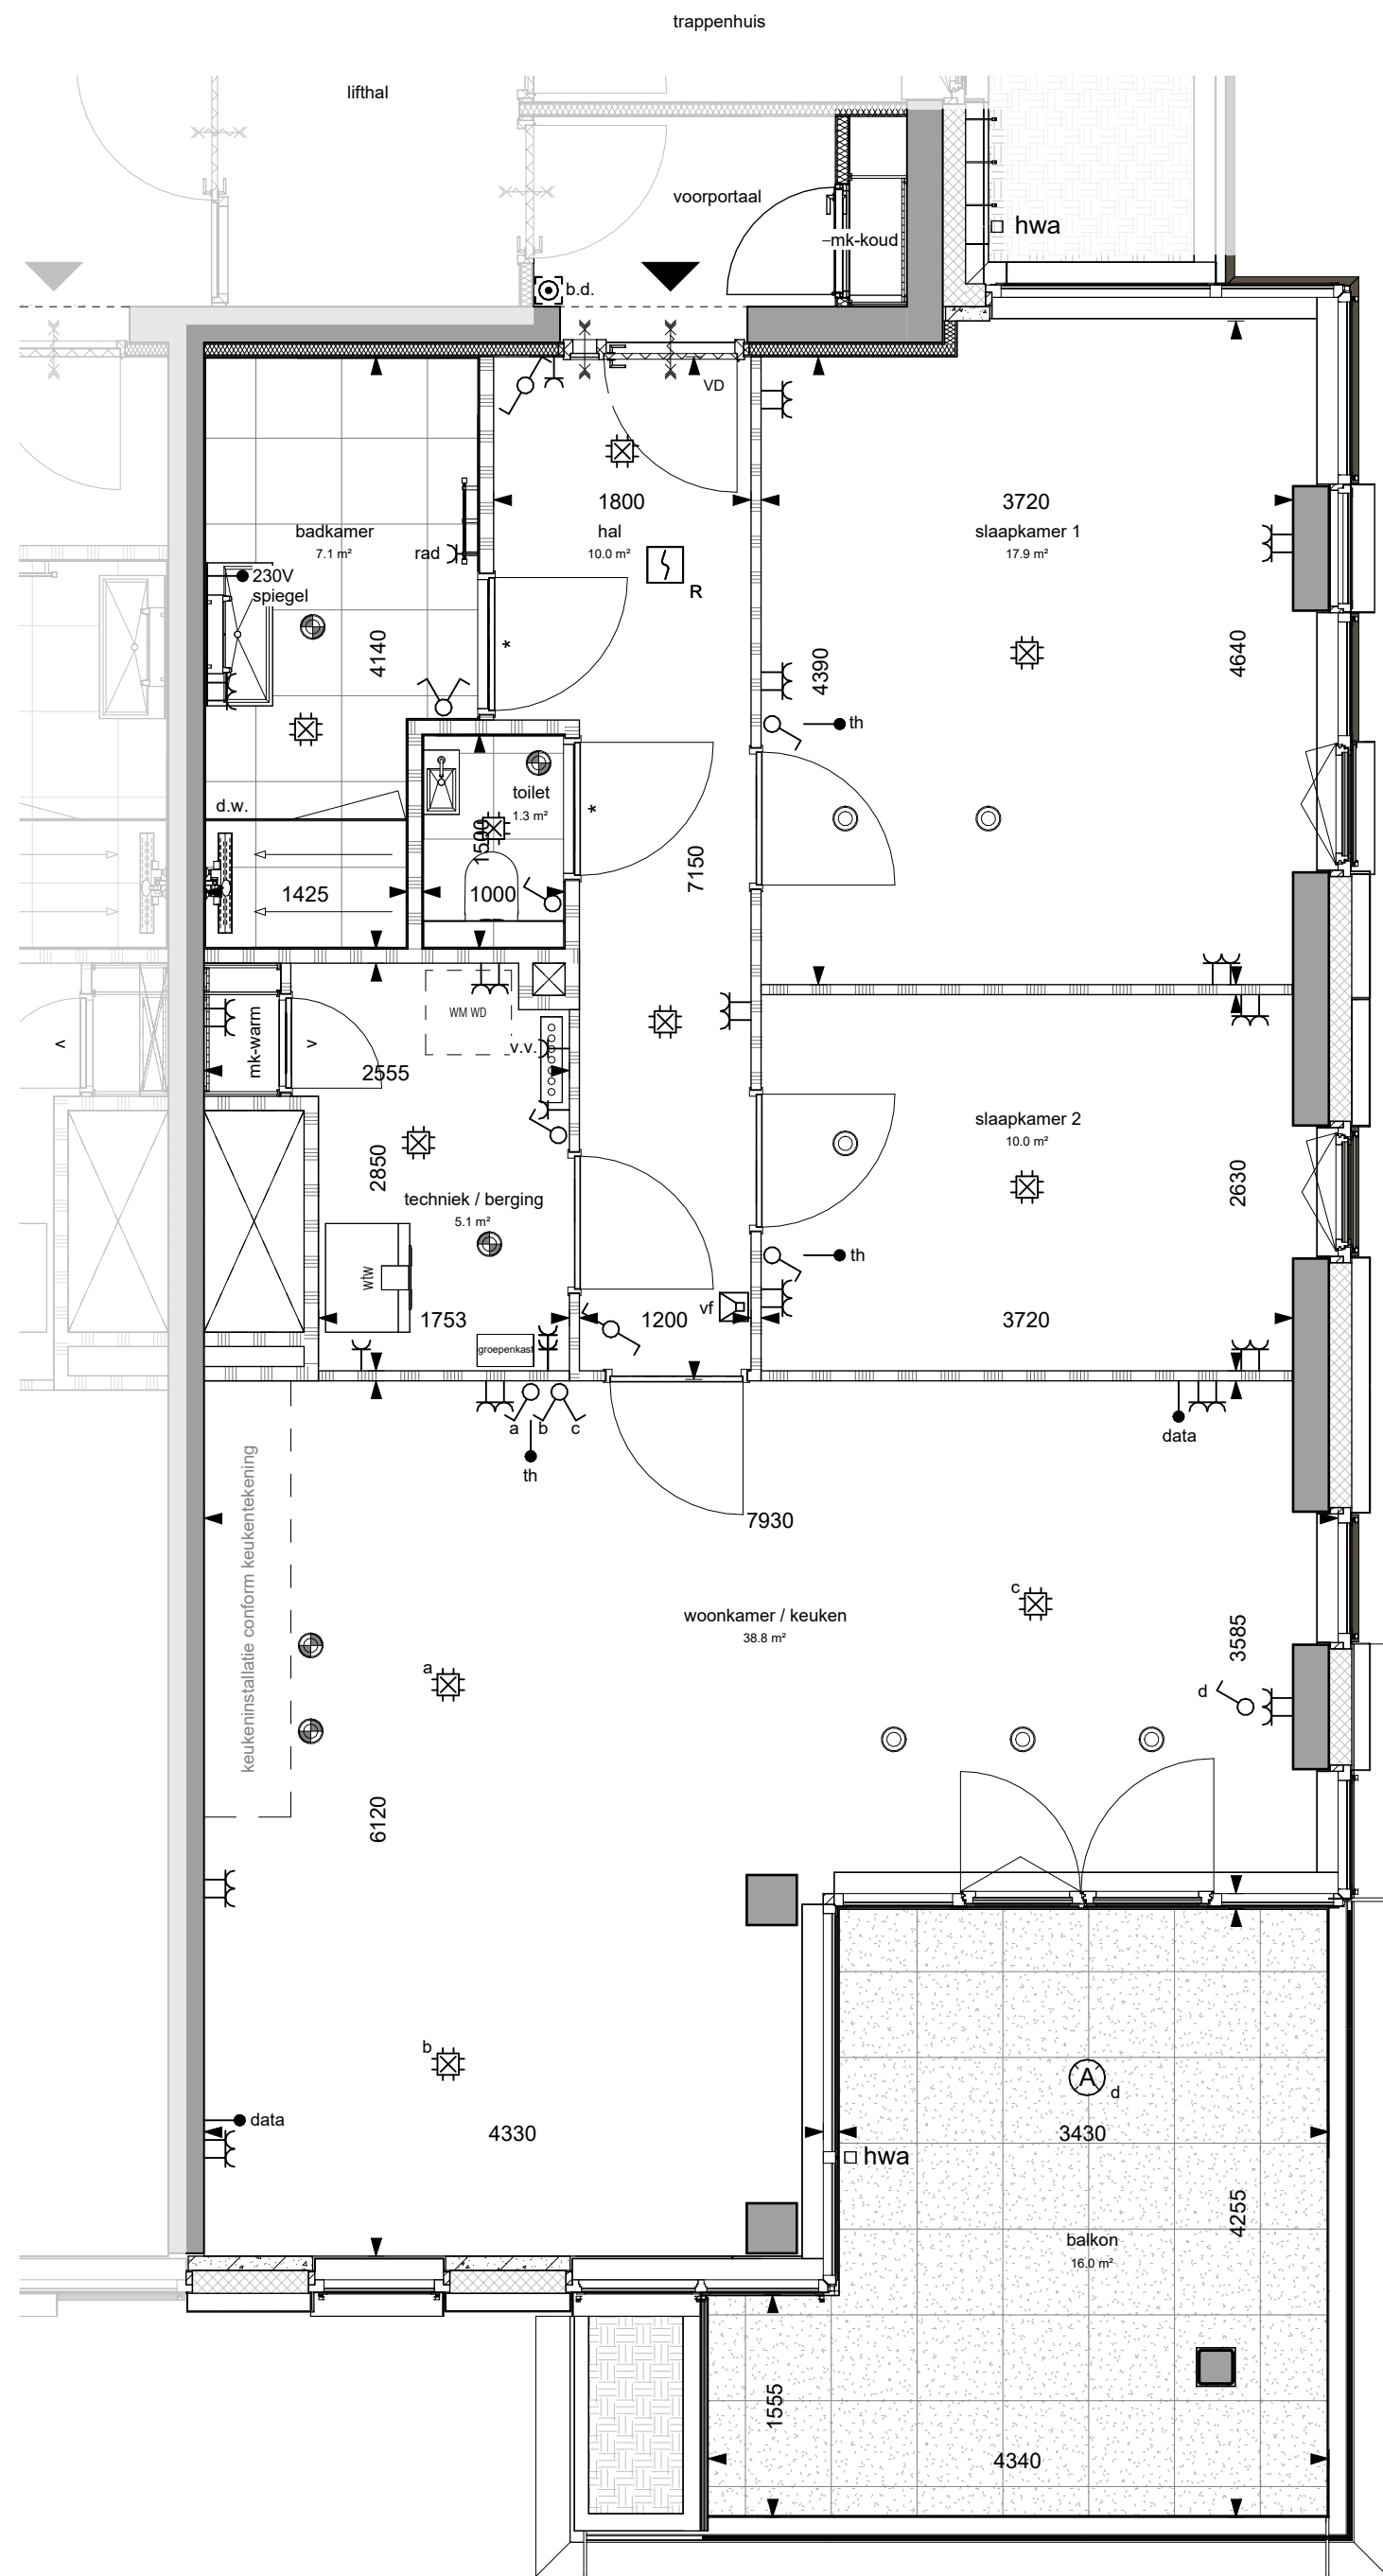 trappenhuis
lifthal
voorportaal
hwa
mk-koud
b.d.
VD
1800
3720
badkamer
7.1 m²
hal
10.0 m²
slaapkamer 1
17.9 m²
rad
230V
spiegel
R
*
4140
4390
4640
th
d.w.
toilet
1.3 m²
*
1500
7150
1425
1000
WM WD
mk-warm
v
v
v.v.
2555
slaapkamer 2
10.0 m²
2850
2630
techniek / berging
5.1 m²
th
wtw
vf
1753
1200
3720
groepenkast
a
b
c
th
data
keukeninstallatie conform keukentekening
7930
c
woonkamer / keuken
38.8 m²
3585
a
d
6120
b
A
d
data
4330
3430
hwa
4255
balkon
16.0 m²
1555
4340